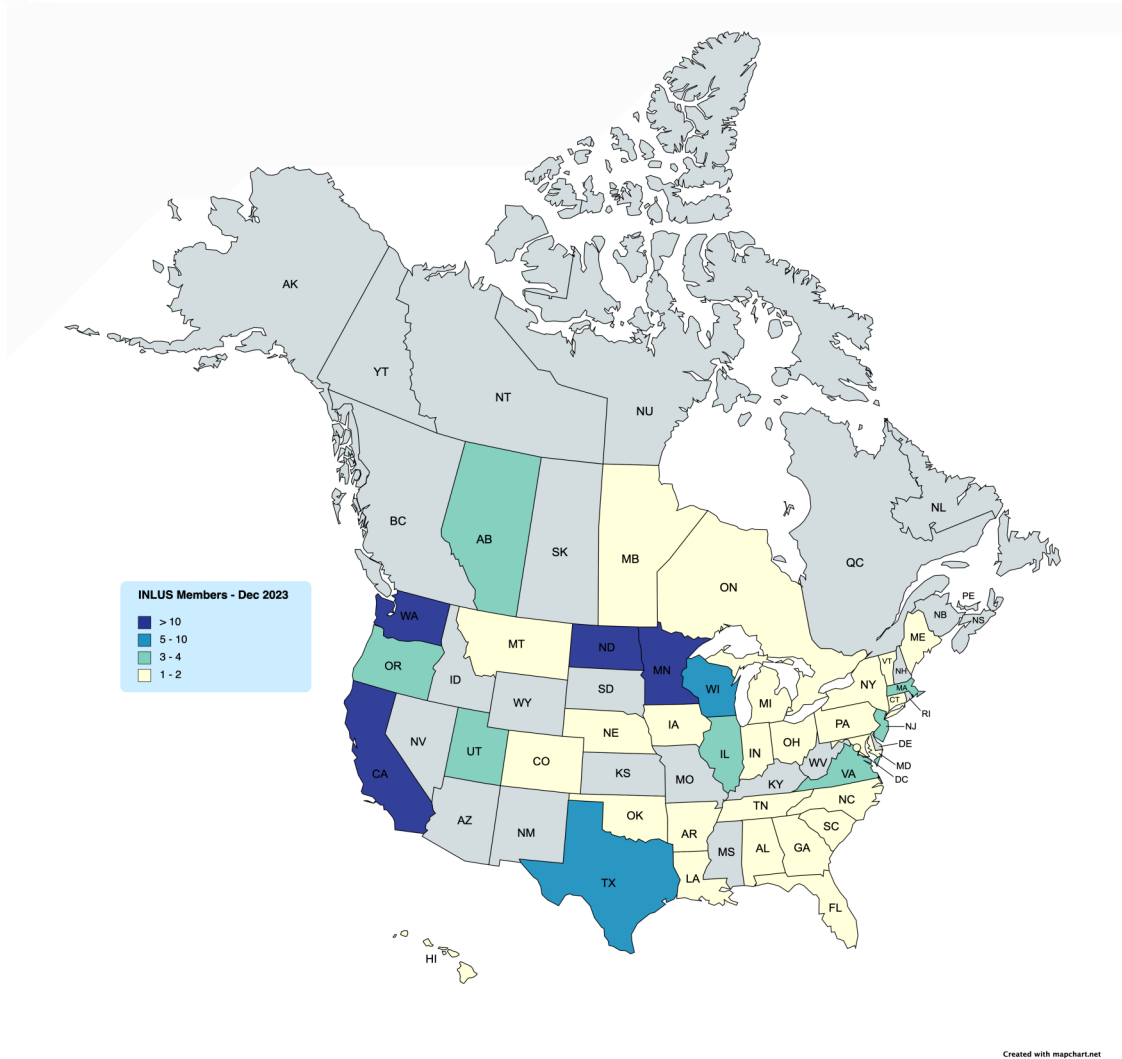 AK
YT
NT
NU
NL
BC
AB
SK
MB
ON
QC
PE
NB
NS
INLUS Members - Dec 2023
> 10
5 - 10
3 - 4
1 - 2
WA
OR
ID
MT
WY
ND
SD
MN
WI
MI
ME
VT
NH
NY
MA
CT
RI
PA
NJ
DE
MD
DC
CA
NV
UT
CO
NE
IA
IL
IN
OH
WV
VA
KS
MO
KY
AZ
NM
OK
AR
TN
NC
SC
TX
LA
MS
AL
GA
FL
HI
Created with mapchart.net